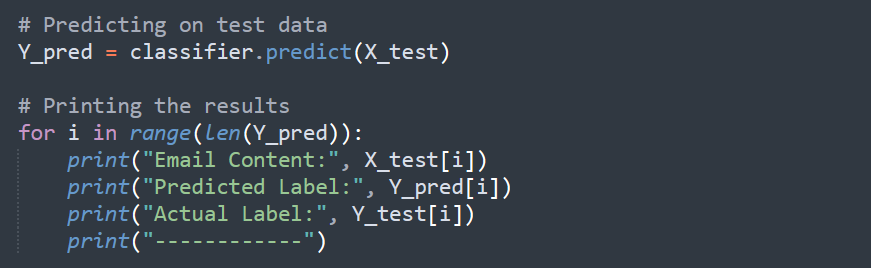 # Predicting on test data
Y_pred = classifier.predict(X_test)

# Printing the results
for i in range(len(Y_pred)):
    print("Email Content:", X_test[i])
    print("Predicted Label:", Y_pred[i])
    print("Actual Label:", Y_test[i])
    print("------------")